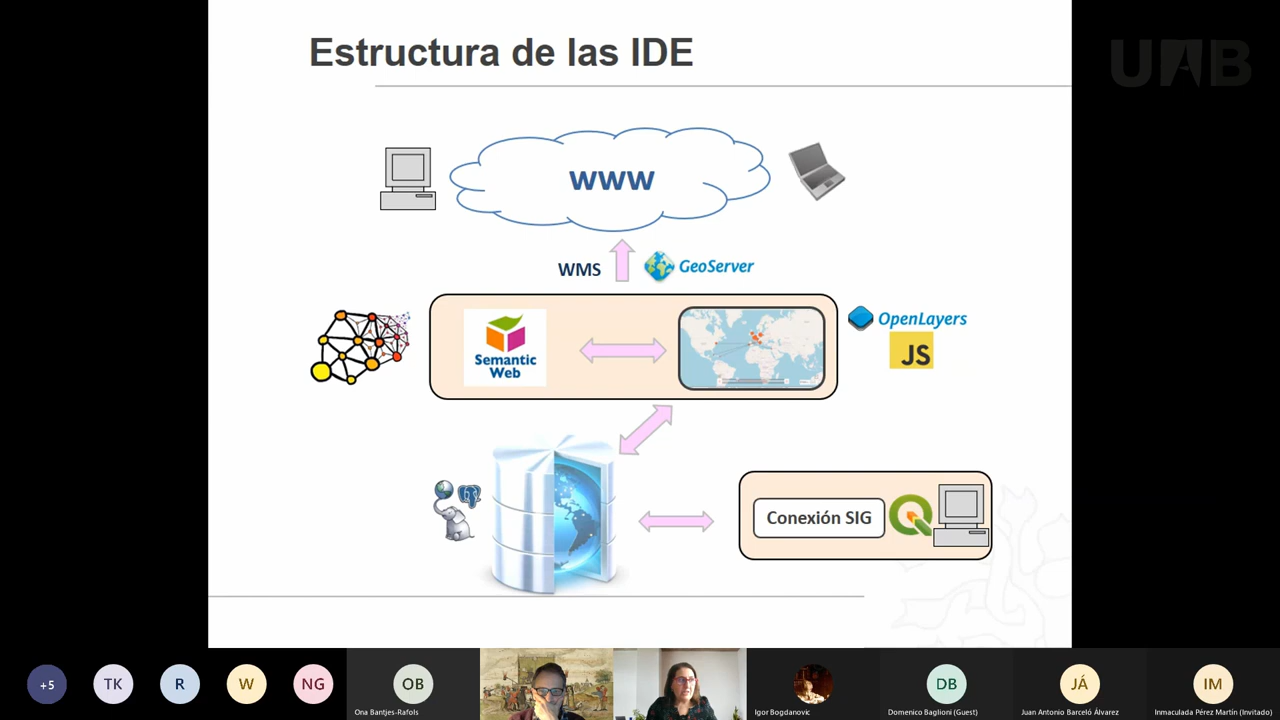 Estructura de las IDE
UAB
www
WMS
GeoServer
Semantic
Web
OpenLayers
JS
Conexión SIG
+5
TK
R
W
NG
OB
Ona Bantjes-Rafols
Igor Bogdanovic
DB
Domenico Baglioni (Guest)
JÁ
Juan Antonio Barceló Álvarez
IM
Inmaculada Pérez Martín (Invitado)